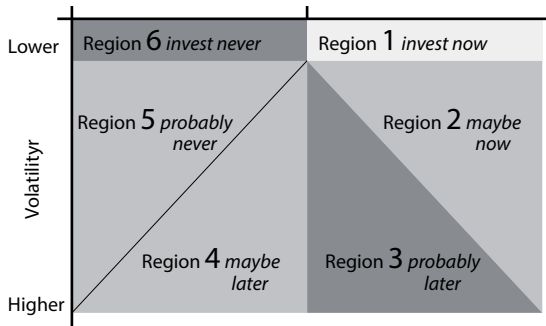 Lower
Region 6 invest never
Region 1 invest now
Region 5 probably
never
Region 2 maybe
now
Volatilityr
Region 4 maybe
later
Region 3 probably
later
Higher